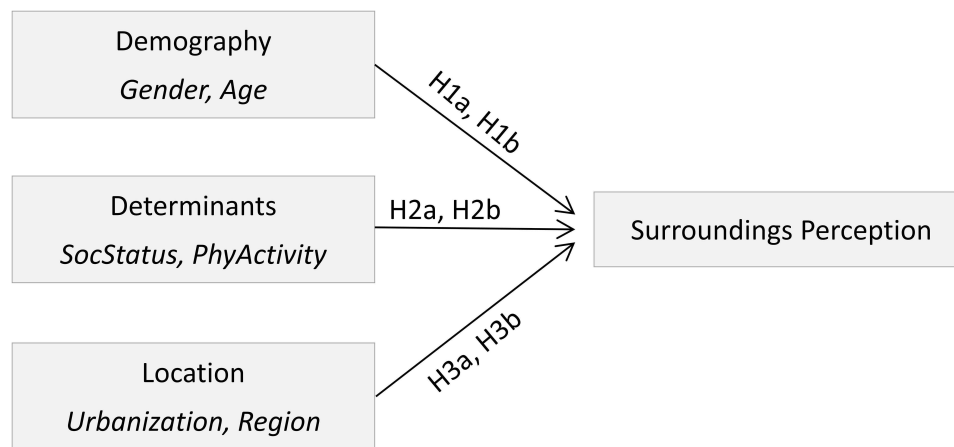 Demography
Gender, Age
H1a, H1b
Determinants
SocStatus, PhyActivity
H2a, H2b
Surroundings Perception
Location
Urbanization, Region
H3a, H3b